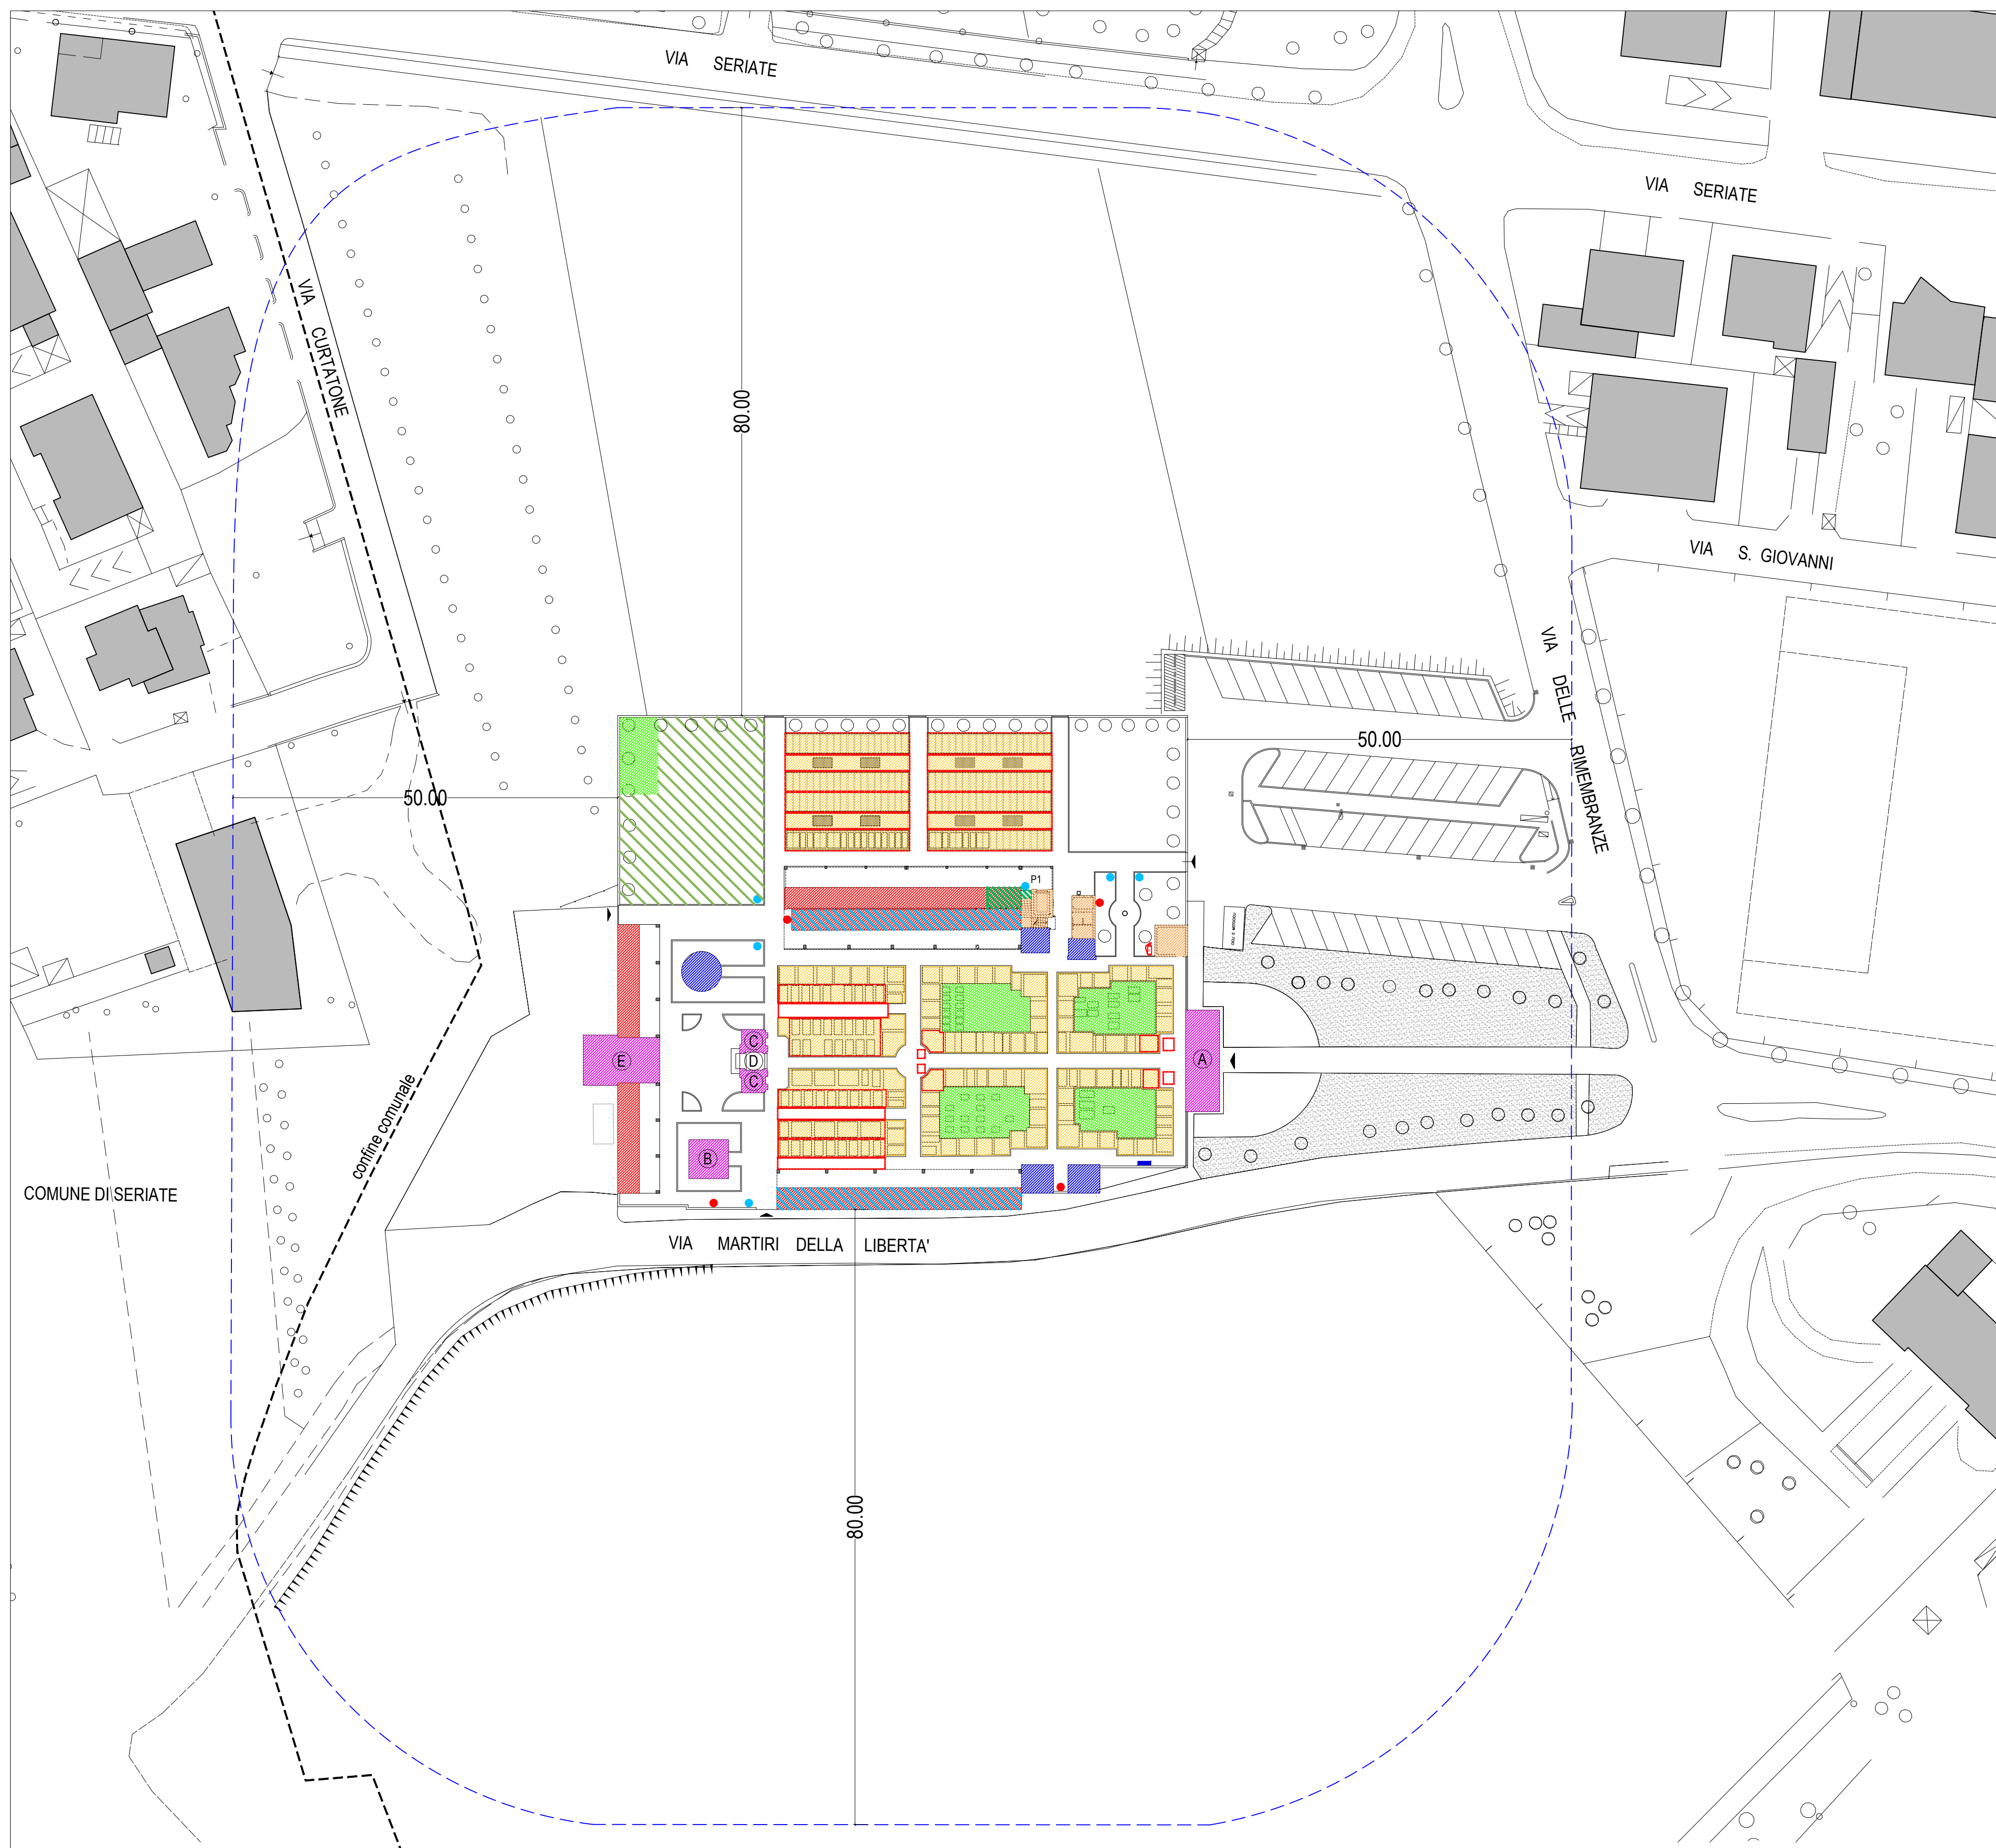 VIA SERIATE
VIA SERIATE
VIA CURTATONE
80.00
VIA S. GIOVANNI
VIA DELLE RIMEMBRANZE
50.00
50.00
P1
E
C
D
C
A
B
confine comunale
COMUNE DI SERIATE
VIA MARTIRI DELLA LIBERTA'
80.00